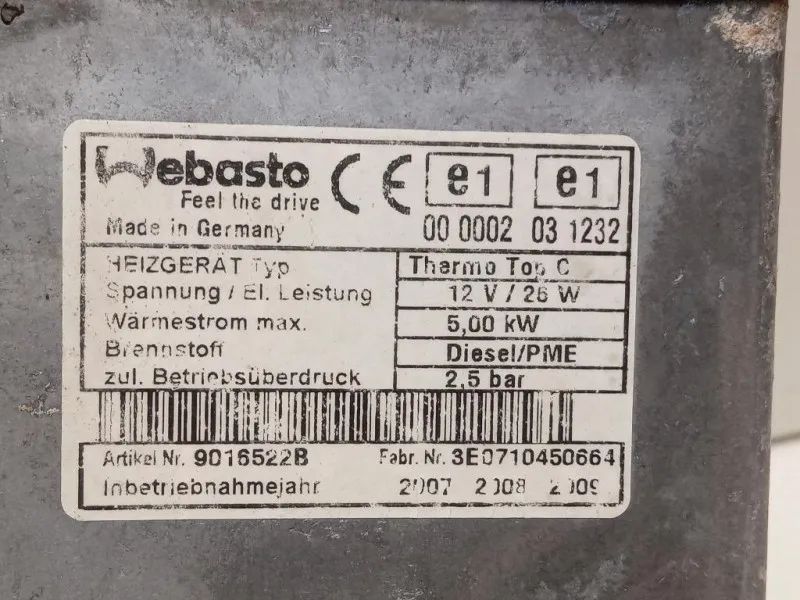 Webasto
Feel the drive
CE e1 e1
Made in Germany 00 0002 03 1232
HEIZGERÄT Typ Thermo Top C
Spannung / El. Leistung 12 V / 26 W
Wärmestrom max. 5,00 kW
Brennstoff Diesel/PME
zul. Betriebsüberdruck 2,5 bar
Artikel Nr. 9016522B Fabr. Nr. 3E0710450664
Inbetriebnahmejahr 2007 2008 2009